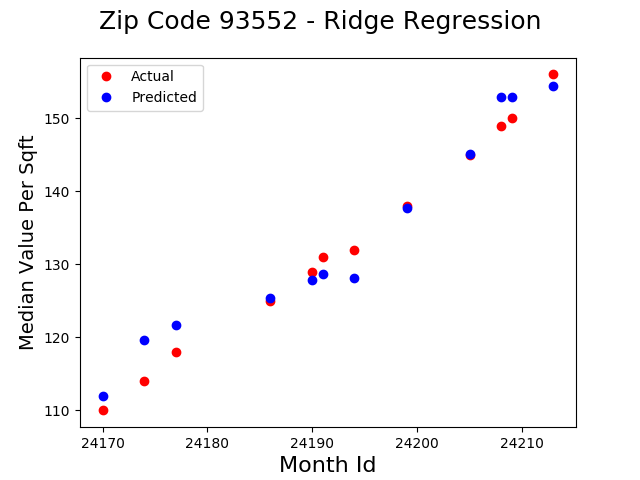 Zip Code 93552 - Ridge Regression
Actual
Predicted
Median Value Per Sqft
150
140
130
120
110
24170 24180 24190 24200 24210
Month Id